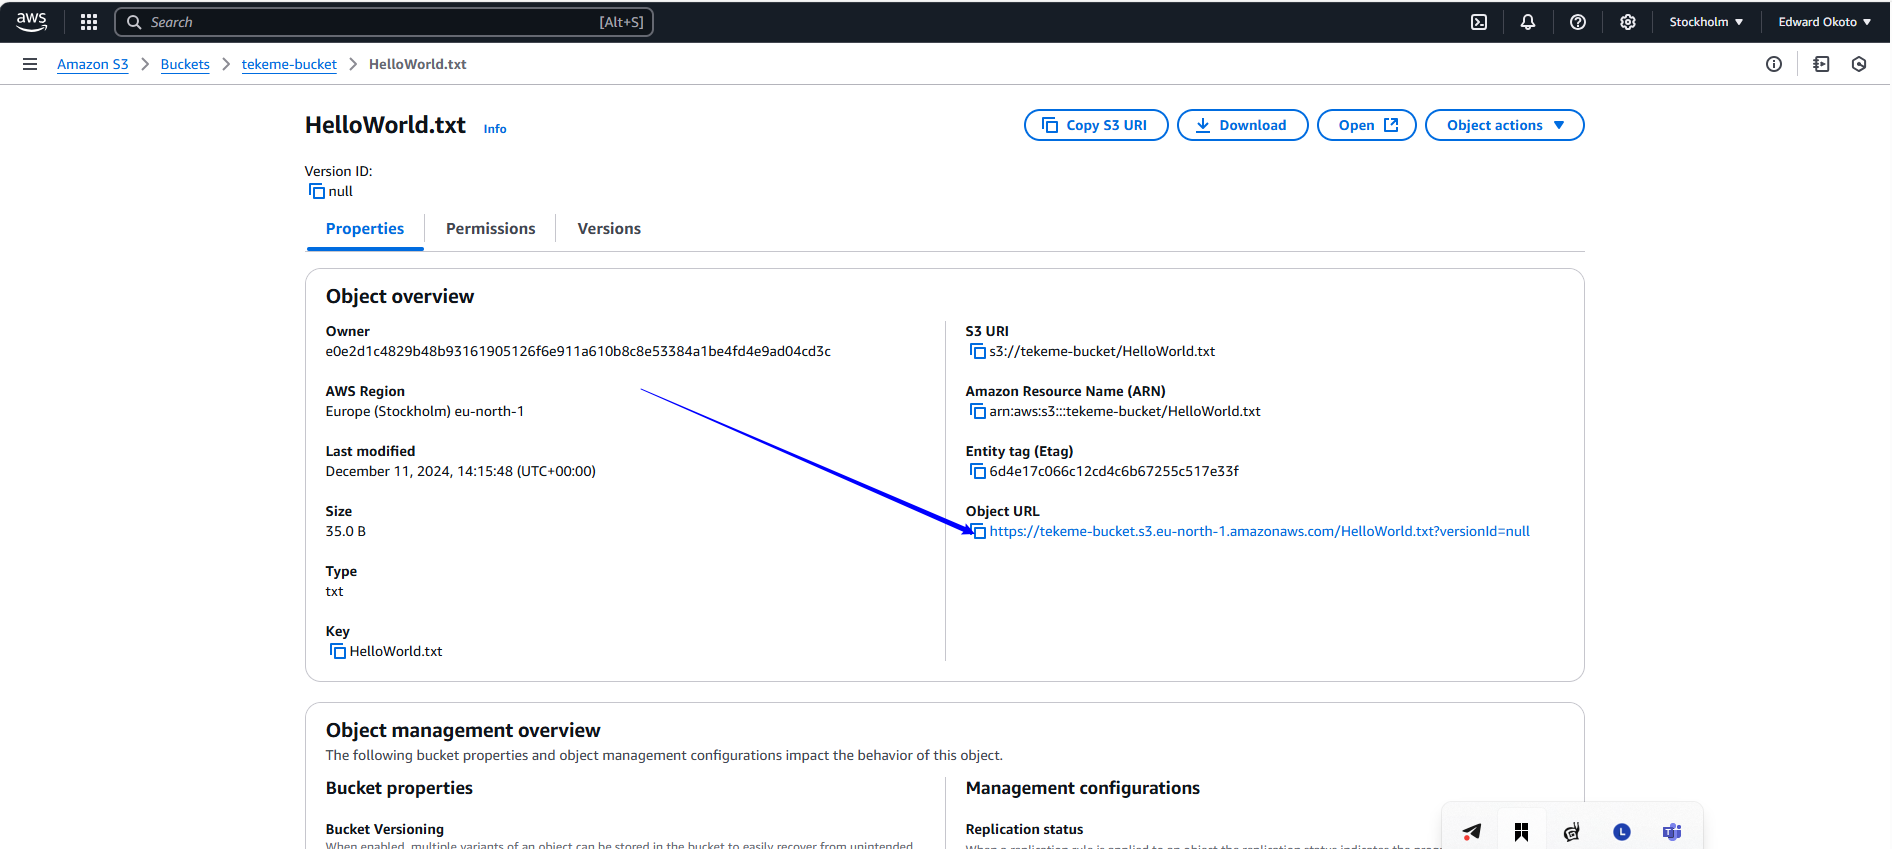 aws
Search
[Alt+S]
Stockholm
Edward Okoto
Amazon S3
Buckets
tekeme-bucket
HelloWorld.txt
HelloWorld.txt
Info
Copy S3 URI
Download
Open
Object actions
Version ID:
null
Properties
Permissions
Versions
Object overview
Owner
e0e2d1c4829b48b93161905126f6e911a610b8c8e53384a1be4fd4e9ad04cd3c
AWS Region
Europe (Stockholm) eu-north-1
Last modified
December 11, 2024, 14:15:48 (UTC+00:00)
Size
35.0 B
Type
txt
Key
HelloWorld.txt
S3 URI
s3://tekeme-bucket/HelloWorld.txt
Amazon Resource Name (ARN)
arn:aws:s3:::tekeme-bucket/HelloWorld.txt
Entity tag (Etag)
6d4e17c066c12cd4c6b67255c517e33f
Object URL
https://tekeme-bucket.s3.eu-north-1.amazonaws.com/HelloWorld.txt?versionId=null
Object management overview
The following bucket properties and object management configurations impact the behavior of this object.
Bucket properties
Bucket Versioning
When enabled, multiple variants of an object can be stored in the bucket to easily recover from unintended
Management configurations
Replication status
When a replication rule is applied to an object the replication status indicates the